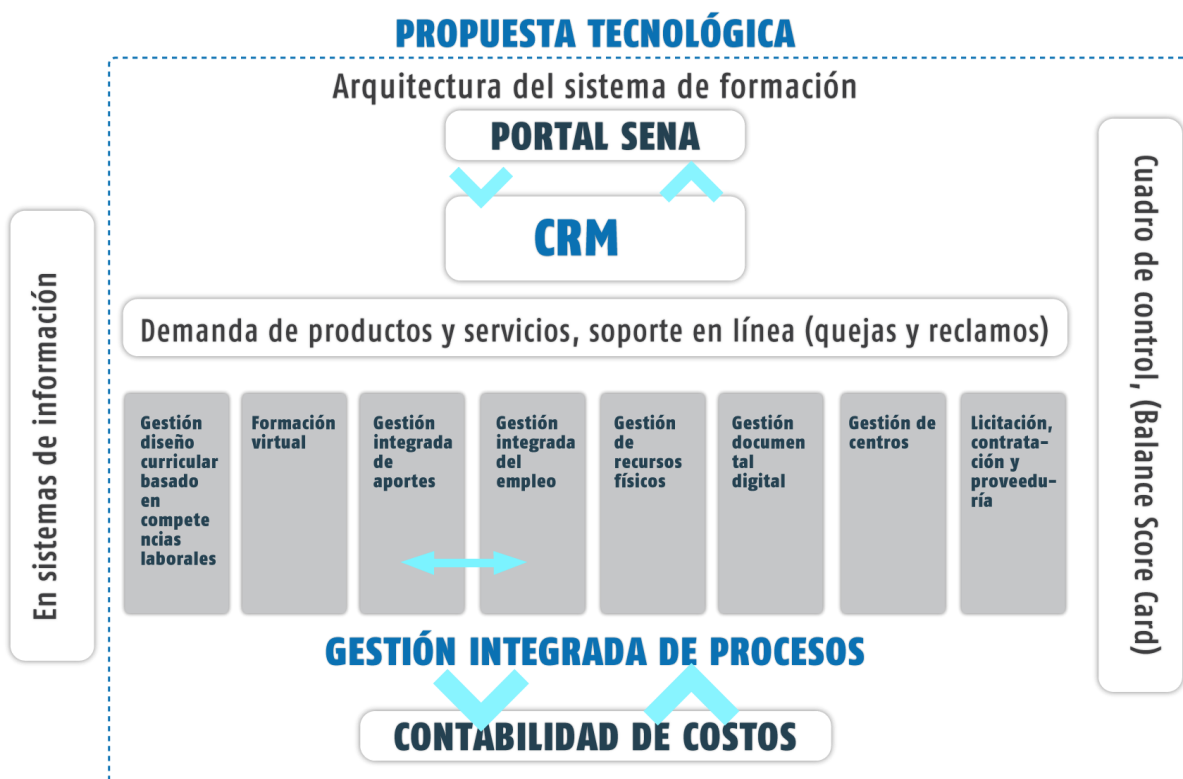 PROPUESTA TECNOLÓGICA
Arquitectura del sistema de formación
PORTAL SENA
CRM
En sistemas de información
Demanda de productos y servicios, soporte en línea (quejas y reclamos)
Cuadro de control, (Balance Score Card)
Gestión
diseño
curricular
basado
en
compete
ncias
laborales
Formación
virtual
Gestión
integrada
de
aportes
Gestión
integrada
del
empleo
Gestión
de
recursos
físicos
Gestión
documen
tal
digital
Gestión de
centros
Licitación,
contrata-
ción y
proveedu-
ría
GESTIÓN INTEGRADA DE PROCESOS
CONTABILIDAD DE COSTOS